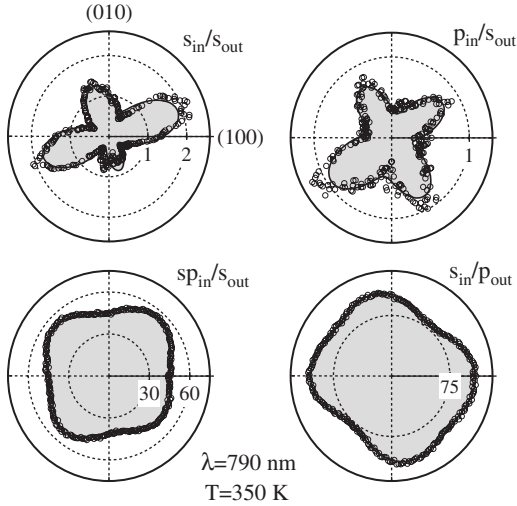 (010)
s_in/s_out
p_in/s_out
(100)
1
2
1
sp_in/s_out
s_in/p_out
30
60
75
λ=790 nm
T=350 K